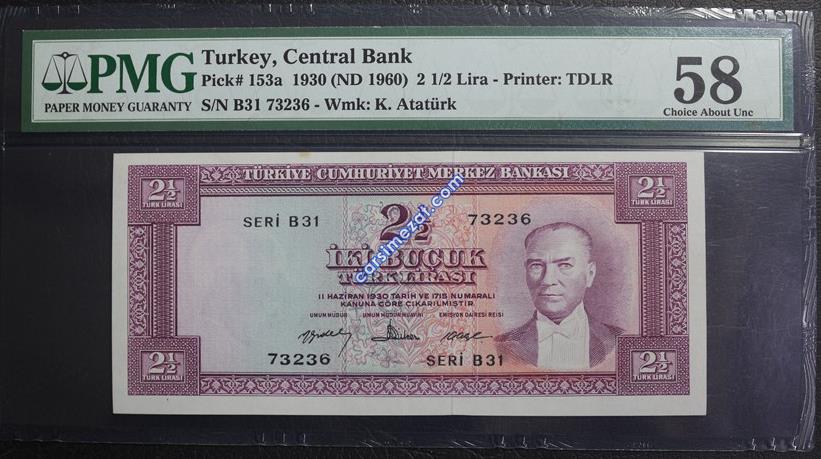 PMG
PAPER MONEY GUARANTY
Turkey, Central Bank
Pick# 153a 1930 (ND 1960) 2 1/2 Lira - Printer: TDLR
S/N B31 73236 - Wmk: K. Atatürk
58
Choice About Unc
TÜRKİYE CUMHURİYET MERKEZ BANKASI
2½
TÜRK LİRASI
2½
TÜRK LİRASI
SERİ B31
2½
73236
İKİ BUÇUK
TÜRK LİRASI
11 HAZİRAN 1930 TARİH VE 1715 NUMARALI
KANUNA GÖRE ÇIKARILMIŞTIR
UMUM MÜDÜR
UMUM MÜDÜR MUAVİNİ
EMİSYON DAİRESİ REİSİ
73236
SERİ B31
2½
TÜRK LİRASI
2½
TÜRK LİRASI
carsimezat.com